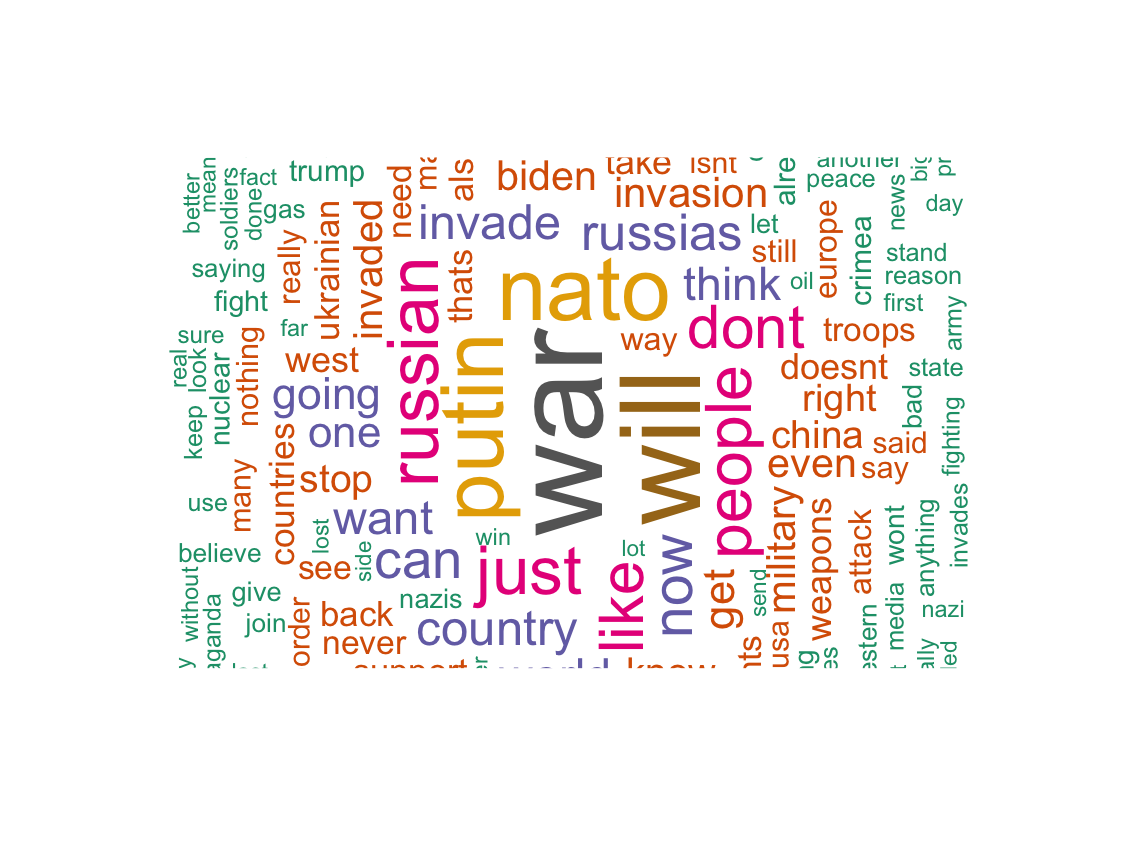 better
mean
soldiers
fact
done
trump
gas
need
als
biden
take
isnt
invasion
alre
another
peace
news
day
saying
really
ukrainian
invaded
invade
russias
let
still
europe
crimea
stand
reason
fight
russian
thats
nato
think
oil
first
army
sure
far
way
dont
troops
real
look
nuclear
nothing
west
putin
war
will
people
doesnt
state
keep
going
right
bad
one
china
said
fighting
many
countries
stop
even
say
use
lost
want
win
military
weapons
attack
wont
anything
invades
believe
see
side
can
just
lot
like
now
get
send
without
give
nazis
join
order
back
never
country
usa
media
nazi
support
world
know